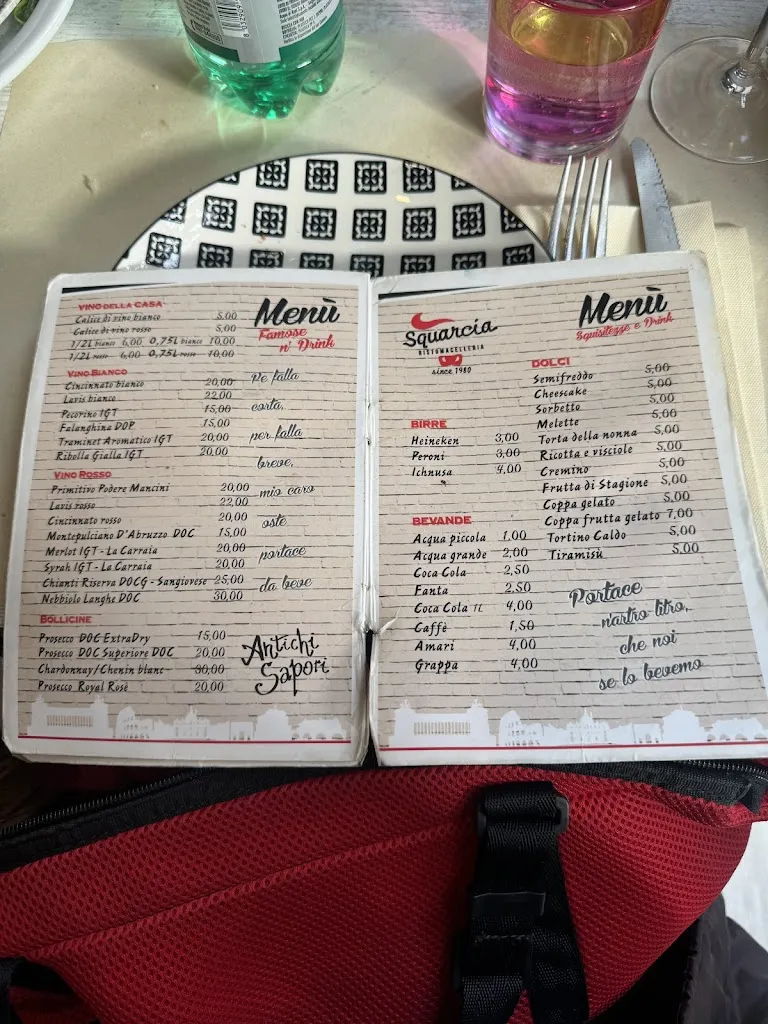 VINO DELLA CASA
Calice di vino bianco 5,00
Calice di vino rosso 5,00
1/2L bianco 6,00 0,75L bianco 10,00
1/2L rosso 6,00 0,75L rosso 10,00
VINO BIANCO
Cincinnato bianco 20,00
Lavis bianco 22,00
Pecorino IGT 15,00
Falanghina DOP 15,00
Traminet Aromatico IGT 20,00
Ribolla Gialla IGT 20,00
VINO ROSSO
Primitivo Podere Mancini 20,00
Lavis rosso 22,00
Cincinnato rosso 20,00
Montepulciano D'Abruzzo DOC 15,00
Merlot IGT - La Carraia 20,00
Syrah IGT - La Carraia 20,00
Chianti Riserva DOCG - Sangiovese 25,00
Nebbiolo Langhe DOC 30,00
BOLLICINE
Prosecco DOC ExtraDry 15,00
Prosecco DOC Superiore DOC 20,00
Chardonnay/Chenin blanc 30,00
Prosecco Royal Rosè 20,00
Menù
Famose
n' Drink
Pe falla
corta,
per falla
breve,
mio caro
oste
portace
da beve
Antichi
Sapori
Squarcia
RISTOMACELLERIA
since 1980
BIRRE
Heineken 3,00
Peroni 3,00
Ichnusa 4,00
BEVANDE
Acqua piccola 1,00
Acqua grande 2,00
Coca Cola 2,50
Fanta 2,50
Coca Cola 1L 4,00
Caffè 1,50
Amari 4,00
Grappa 4,00
Menù
Squisitezze e Drink
DOLCI
Semifreddo 5,00
Cheescake 5,00
Sorbetto 5,00
Melette 5,00
Torta della nonna 5,00
Ricotta e visciole 5,00
Cremino 5,00
Frutta di Stagione 5,00
Coppa gelato 5,00
Coppa frutta gelato 7,00
Tortino Caldo 5,00
Tiramisù 5,00
Portace
n'artro litro,
che noi
se lo bevemo